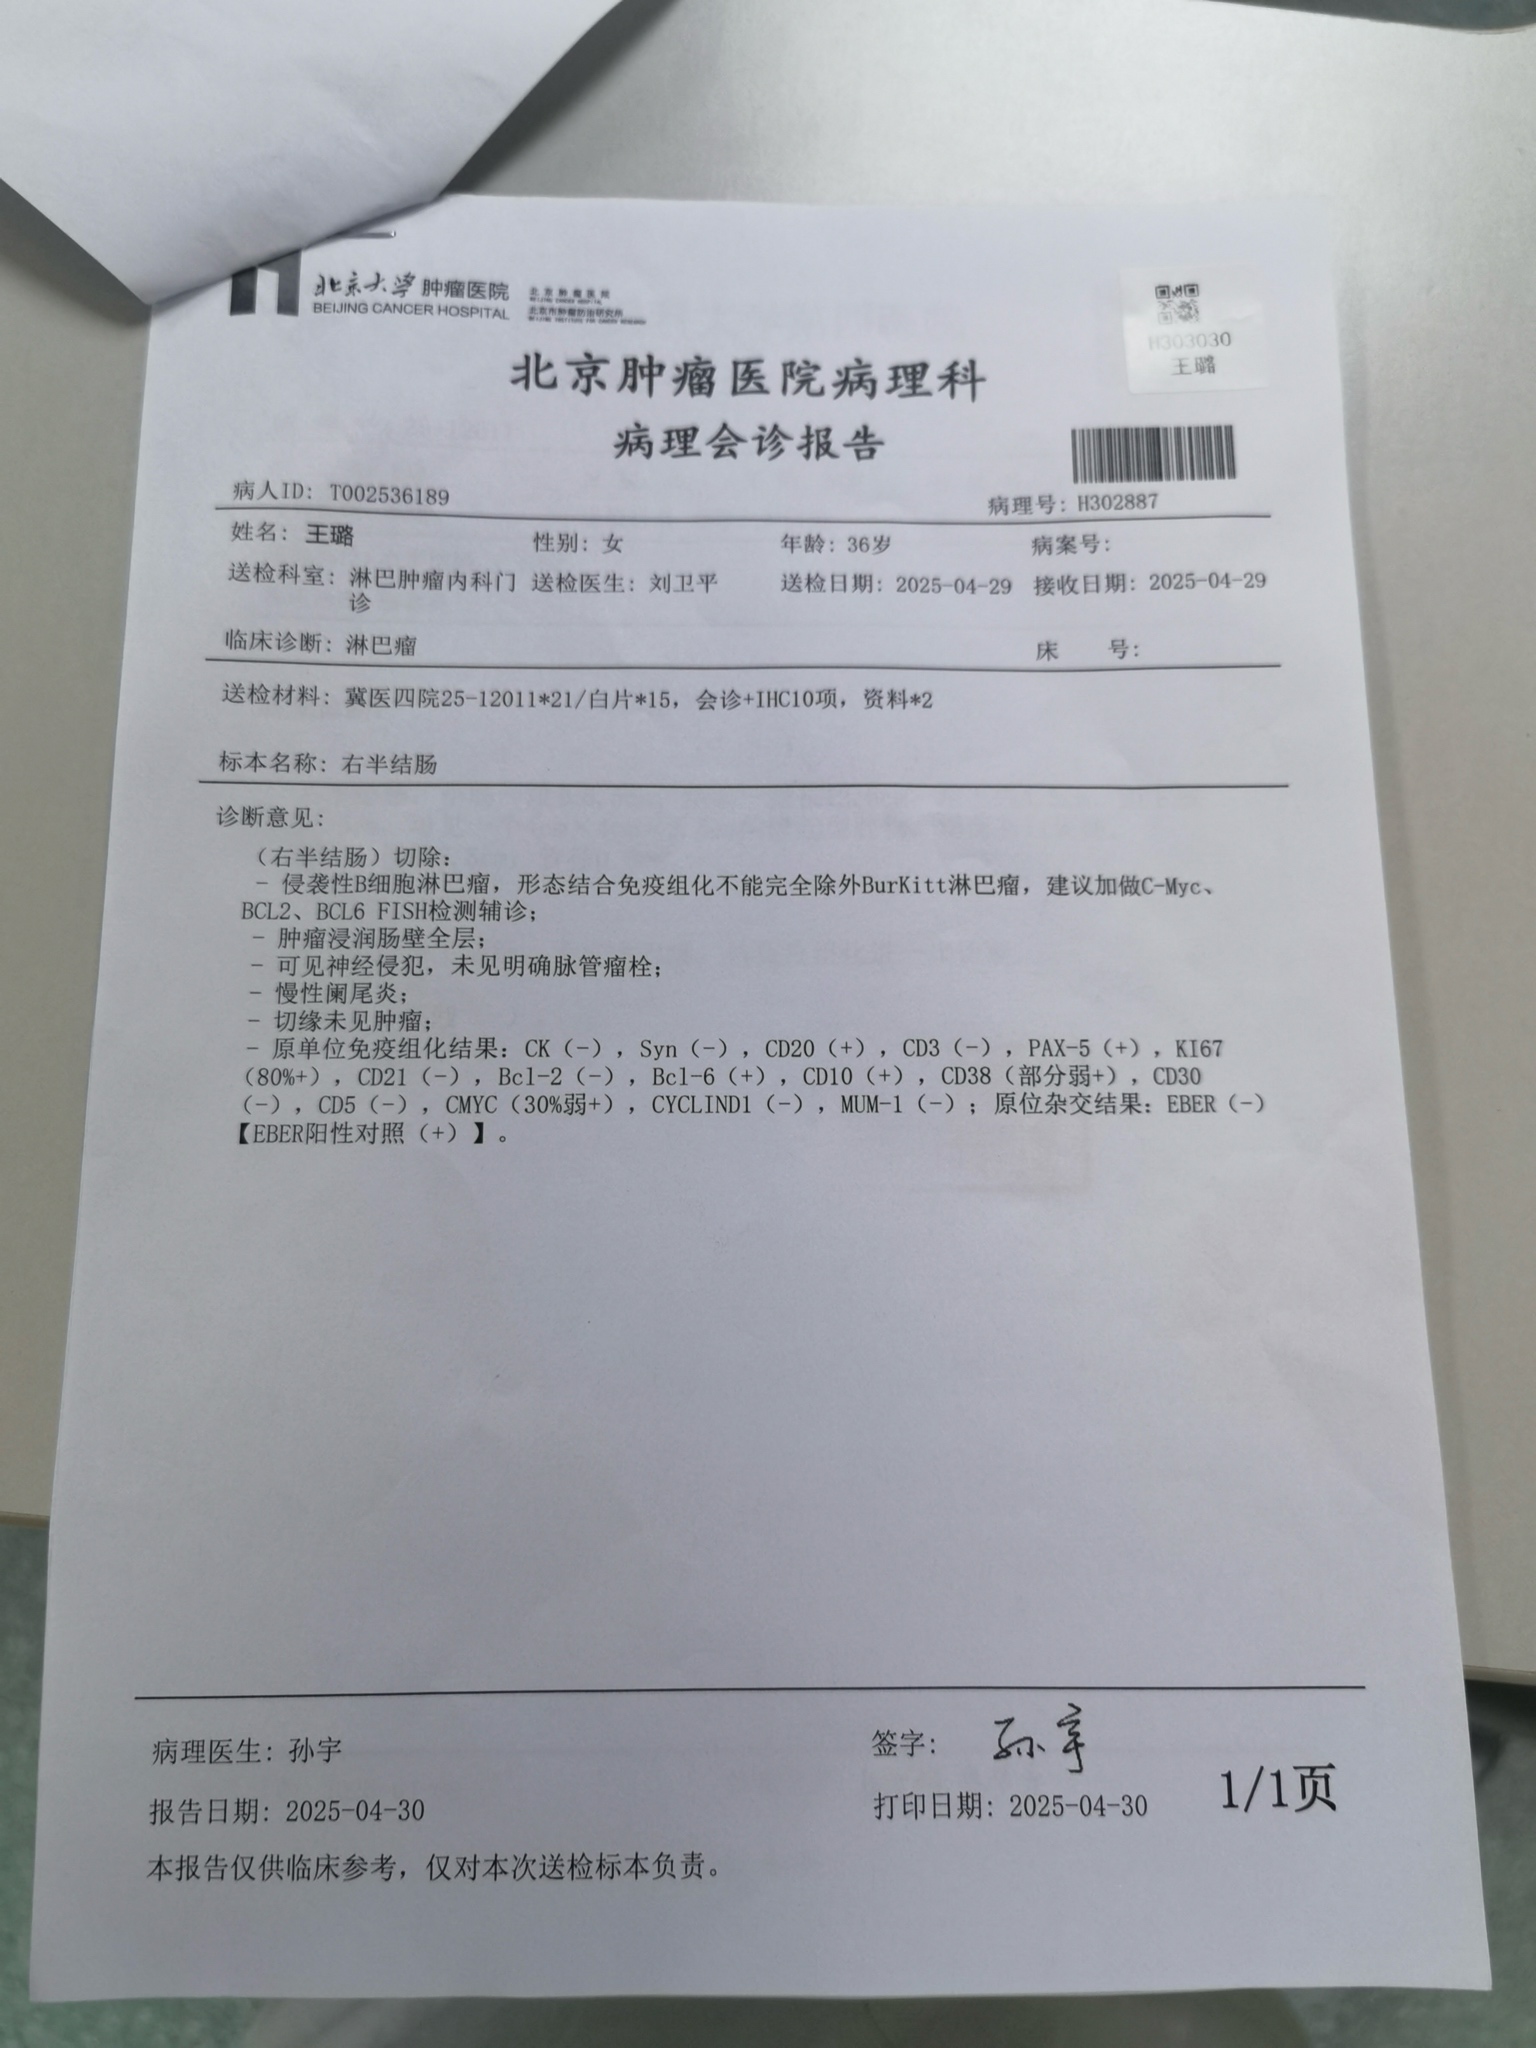 北京大学 肿瘤医院
BEIJING CANCER HOSPITAL
北京肿瘤医院
北京市肿瘤防治研究所
H303030
王璐
北京肿瘤医院病理科
病理会诊报告
病人ID: T002536189
病理号: H302887
姓名: 王璐 性别: 女 年龄: 36岁 病案号:
送检科室: 淋巴肿瘤内科门诊 送检医生: 刘卫平 送检日期: 2025-04-29 接收日期: 2025-04-29
临床诊断: 淋巴瘤 床 号:
送检材料: 冀医四院25-12011*21/白片*15, 会诊+IHC10项, 资料*2
标本名称: 右半结肠
诊断意见:
（右半结肠）切除:
- 侵袭性B细胞淋巴瘤, 形态结合免疫组化不能完全除外BurKitt淋巴瘤, 建议加做C-Myc、
BCL2、BCL6 FISH检测辅诊;
- 肿瘤浸润肠壁全层;
- 可见神经侵犯, 未见明确脉管瘤栓;
- 慢性阑尾炎;
- 切缘未见肿瘤;
- 原单位免疫组化结果: CK（-）, Syn（-）, CD20（+）, CD3（-）, PAX-5（+）, KI67
（80%+）, CD21（-）, Bcl-2（-）, Bcl-6（+）, CD10（+）, CD38（部分弱+）, CD30
（-）, CD5（-）, CMYC（30%弱+）, CYCLIND1（-）, MUM-1（-）; 原位杂交结果: EBER（-）
【EBER阳性对照（+）】。
病理医生: 孙宇
签字: 孙宇
报告日期: 2025-04-30
打印日期: 2025-04-30
1/1页
本报告仅供临床参考, 仅对本次送检标本负责。